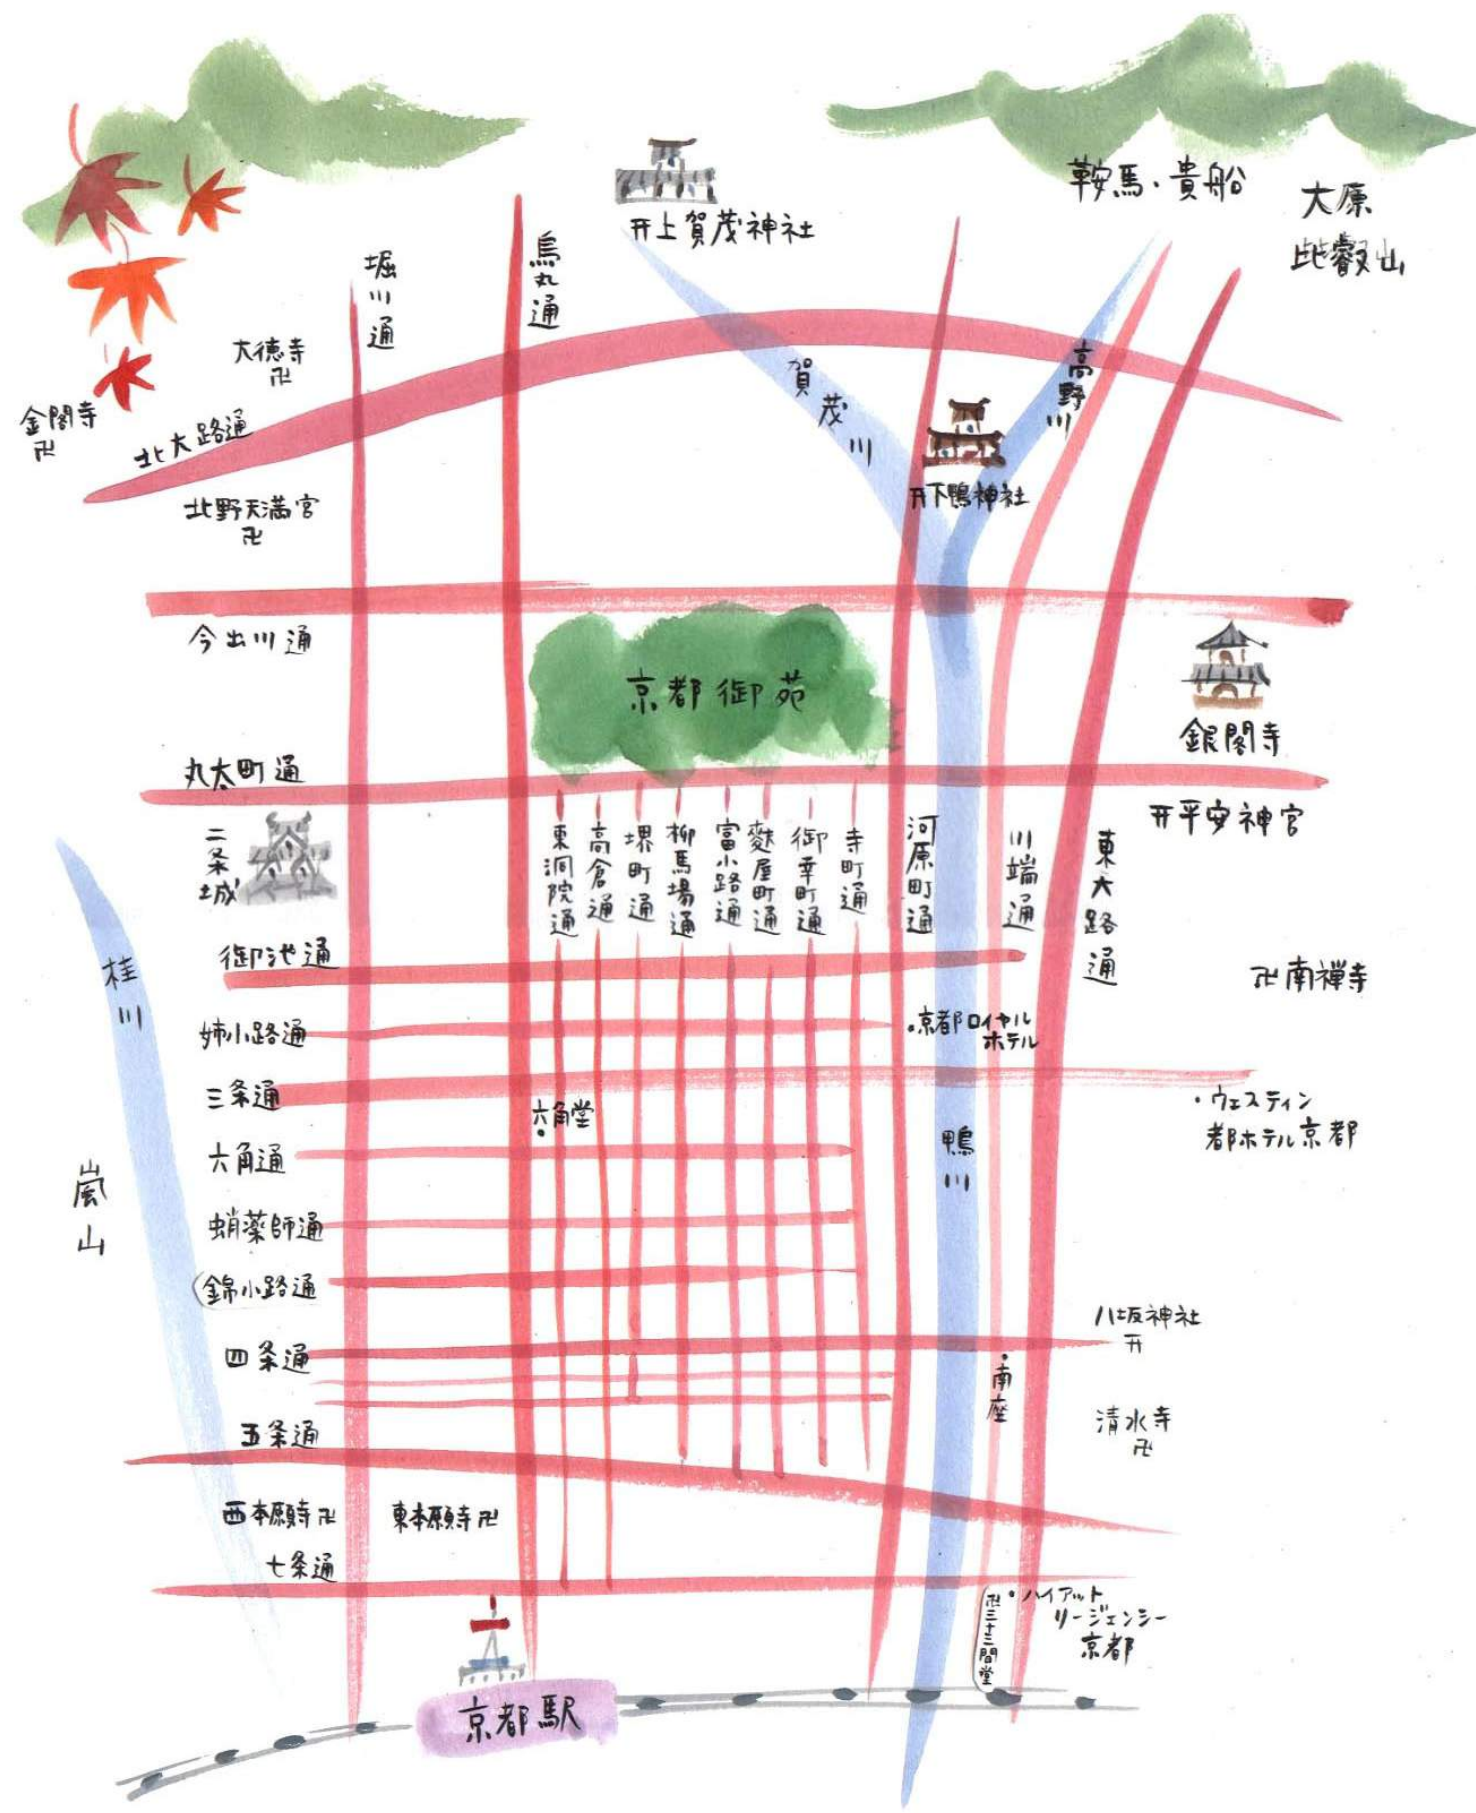 鞍馬・貴船
大原
比叡山
上賀茂神社
烏丸通
堀川通
大徳寺
卍
金閣寺
卍
北大路通
北野天満宮
卍
賀茂川
高野川
下鴨神社
今出川通
京都御苑
銀閣寺
丸太町通
平安神宮
二条城
東洞院通
高倉通
堺町通
柳馬場通
富小路通
麩屋町通
御幸町通
寺町通
河原町通
川端通
東大路通
桂川
御池通
卍南禅寺
姉小路通
・京都ロイヤル
ホテル
三条通
・ウェスティン
都ホテル京都
六角堂
鴨川
六角通
嵐山
蛸薬師通
錦小路通
八坂神社
四条通
・南座
清水寺
卍
五条通
西本願寺卍
東本願寺卍
七条通
卍三十三間堂
・ハイアット
リージェンシー
京都
京都駅